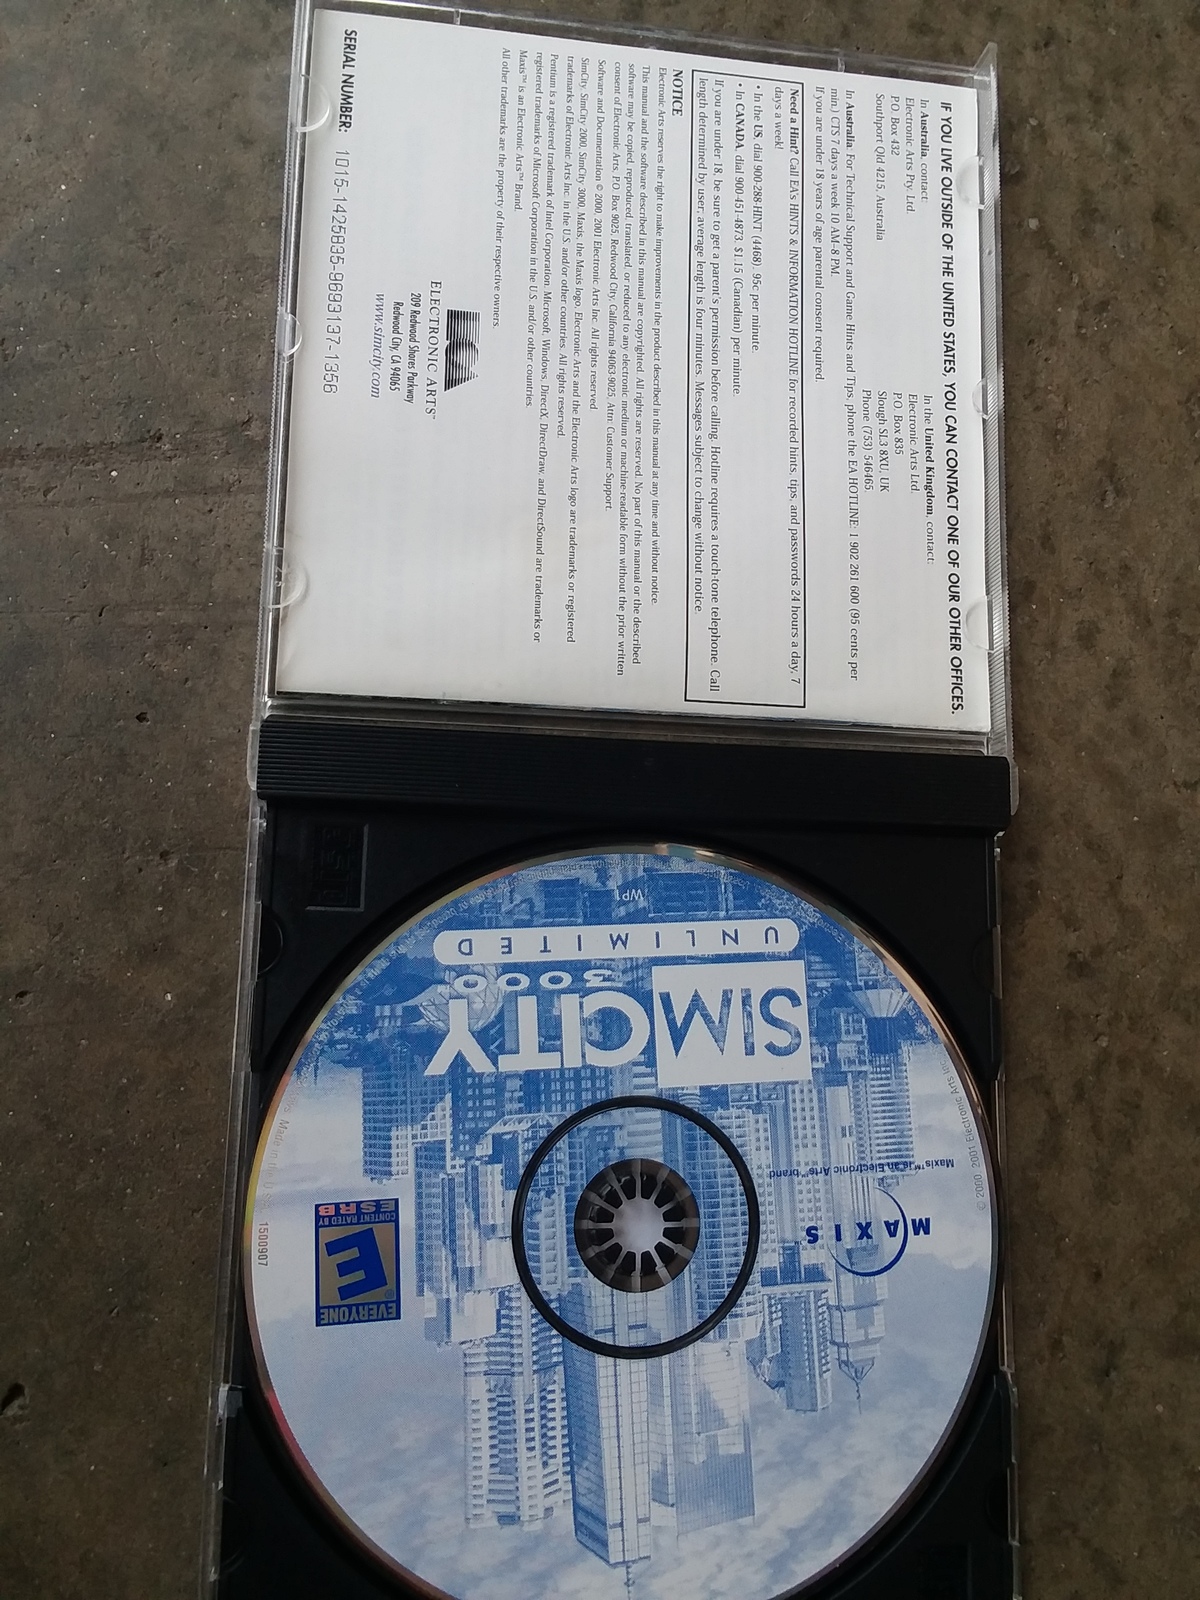 IF YOU LIVE OUTSIDE OF THE UNITED STATES, YOU CAN CONTACT ONE OF OUR OTHER OFFICES.
In Australia, contact:
Electronic Arts Pty. Ltd.
P.O. Box 432
Southport Qld 4215, Australia
In the United Kingdom, contact:
Electronic Arts Ltd.
P.O. Box 835
Slough SL3 8XU, UK
Phone (753) 546465.
In Australia: For Technical Support and Game Hints and Tips, phone the EA HOTLINE: 1 902 261 600 (95 cents per
min.) CTS 7 days a week 10 AM–8 PM.
If you are under 18 years of age parental consent required.
Need a Hint? Call EA's HINTS & INFORMATION HOTLINE for recorded hints, tips, and passwords 24 hours a day, 7
days a week!
• In the US, dial 900-288-HINT (4468). 95¢ per minute.
• In CANADA, dial 900-451-4873. $1.15 (Canadian) per minute.
If you are under 18, be sure to get a parent's permission before calling. Hotline requires a touch-tone telephone. Call
length determined by user; average length is four minutes. Messages subject to change without notice.
NOTICE
Electronic Arts reserves the right to make improvements in the product described in this manual at any time and without notice.
This manual and the software described in this manual are copyrighted. All rights are reserved. No part of this manual or the described
software may be copied, reproduced, translated, or reduced to any electronic medium or machine-readable form without the prior written
consent of Electronic Arts, P.O. Box 9025, Redwood City, California 94063-9025, Attn: Customer Support.
Software and Documentation © 2000, 2001 Electronic Arts Inc. All rights reserved.
SimCity, SimCity 2000, SimCity 3000, Maxis, the Maxis logo, Electronic Arts and the Electronic Arts logo are trademarks or registered
trademarks of Electronic Arts Inc. in the U.S. and/or other countries. All rights reserved.
Pentium is a registered trademark of Intel Corporation. Microsoft, Windows, DirectX, DirectDraw, and DirectSound are trademarks or
registered trademarks of Microsoft Corporation in the U.S. and/or other countries.
Maxis™ is an Electronic Arts™ Brand.
All other trademarks are the property of their respective owners.
ELECTRONIC ARTS™
209 Redwood Shores Parkway
Redwood City, CA 94065
www.simcity.com
SERIAL NUMBER: 1015-1425835-9693137-1356
MAXIS™
Maxis™ is an Electronic Arts™ brand
EVERYONE
E®
CONTENT RATED BY
ESRB
SIMCITY
3000
UNLIMITED
WP1
1500907
© 2000, 2001 Electronic Arts Inc.
Made in the U.S.A.